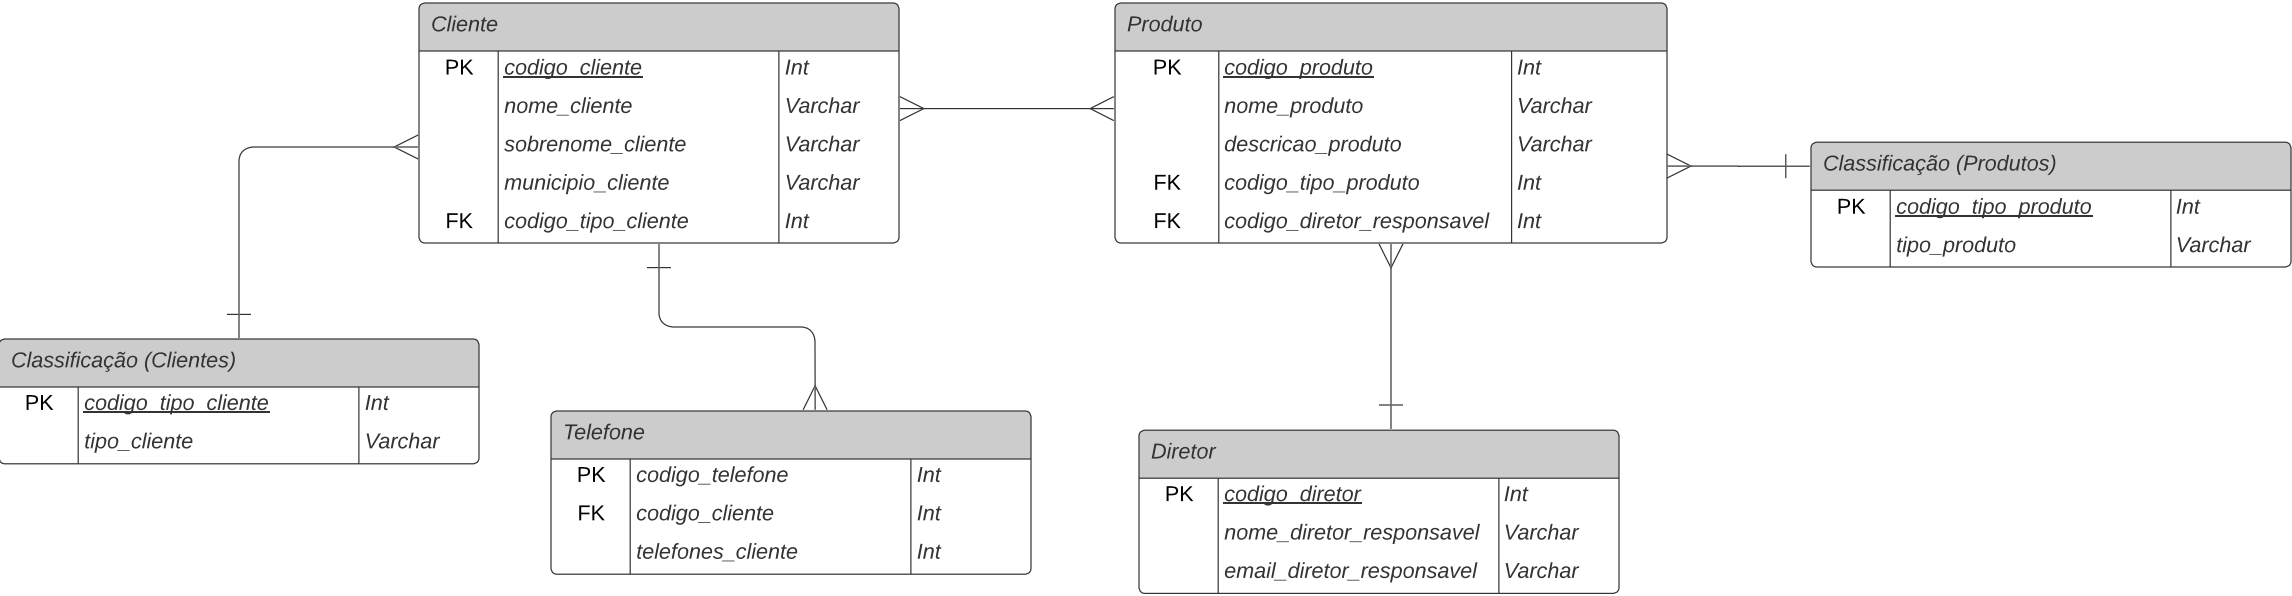 Cliente
PK codigo_cliente Int
nome_cliente Varchar
sobrenome_cliente Varchar
municipio_cliente Varchar
FK codigo_tipo_cliente Int
Produto
PK codigo_produto Int
nome_produto Varchar
descricao_produto Varchar
FK codigo_tipo_produto Int
FK codigo_diretor_responsavel Int
Classificação (Produtos)
PK codigo_tipo_produto Int
tipo_produto Varchar
Classificação (Clientes)
PK codigo_tipo_cliente Int
tipo_cliente Varchar
Telefone
PK codigo_telefone Int
FK codigo_cliente Int
telefones_cliente Int
Diretor
PK codigo_diretor Int
nome_diretor_responsavel Varchar
email_diretor_responsavel Varchar